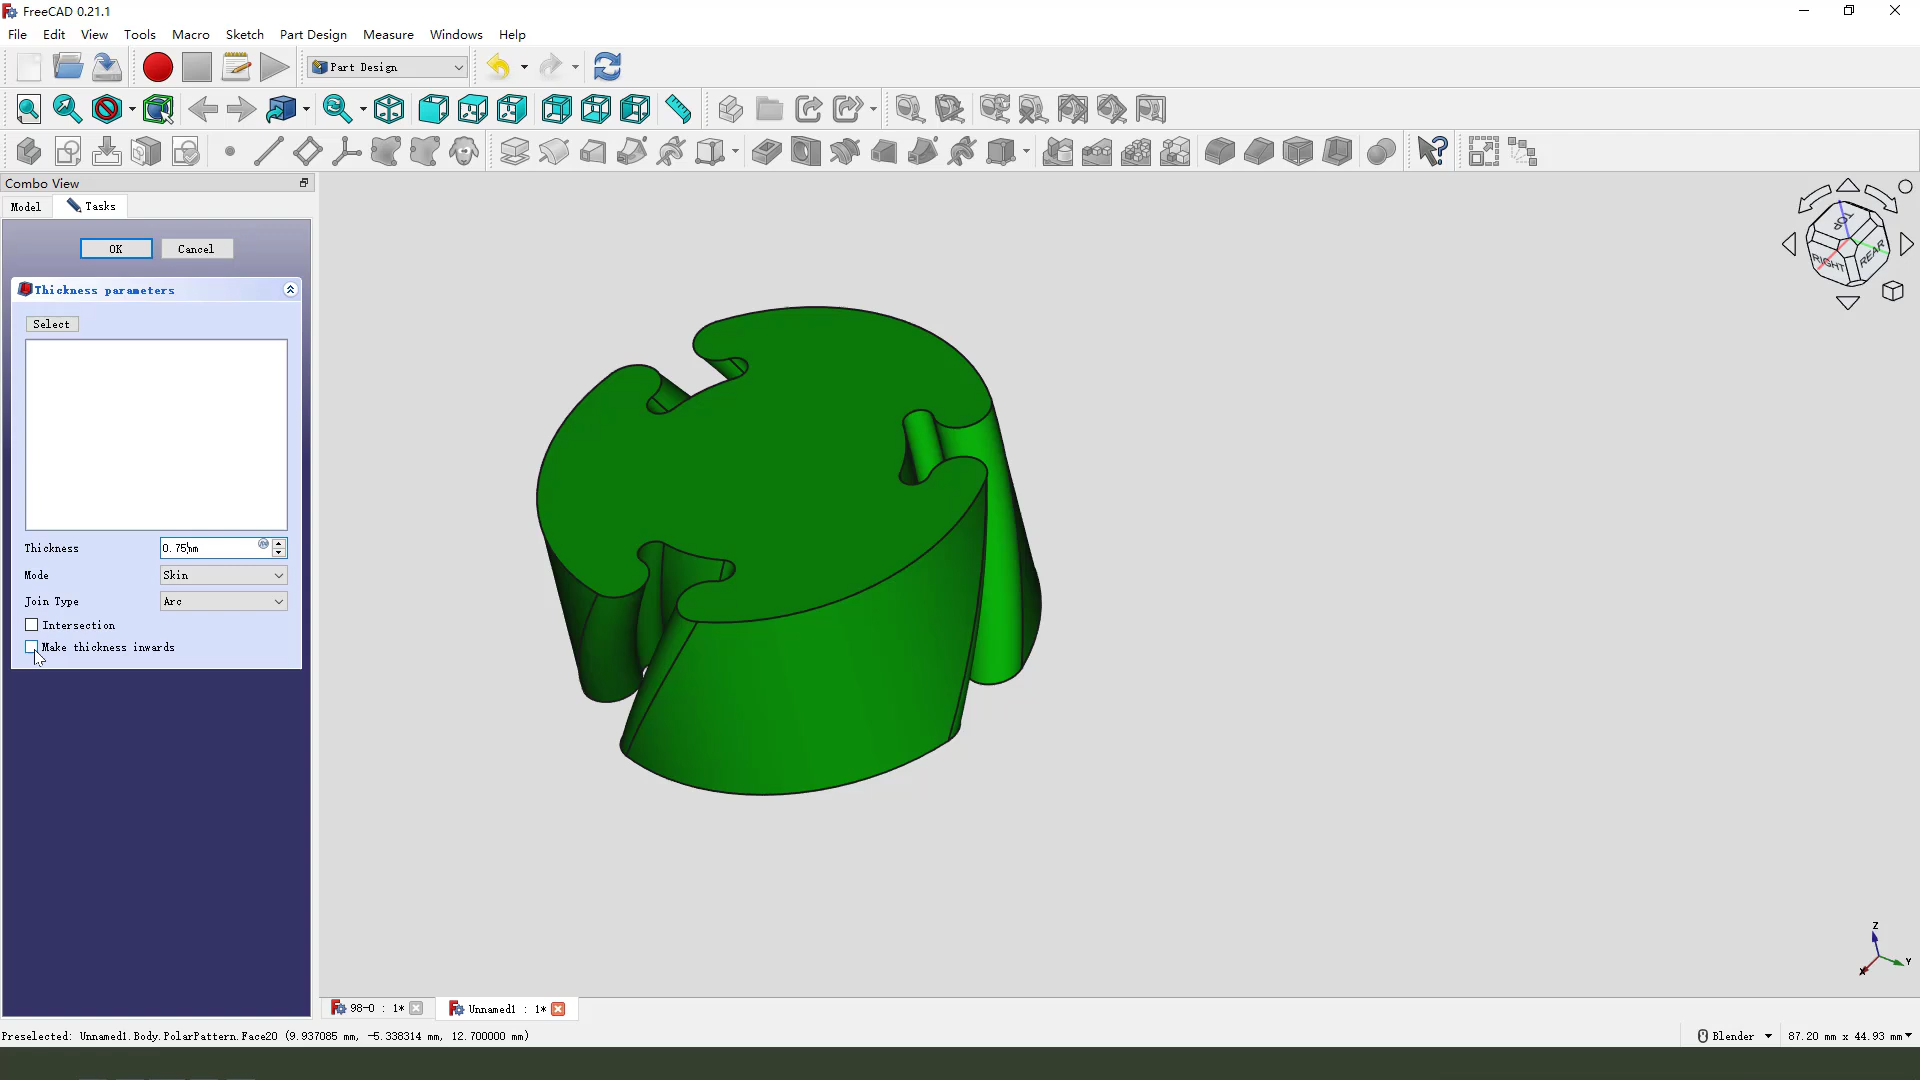 FreeCAD 0.21.1
File Edit View Tools Macro Sketch Part Design Measure Windows Help
Part Design
Combo View
Model Tasks
OK Cancel
Thickness parameters
Select
Thickness 0.75mm
Mode Skin
Join Type Arc
Intersection
Make thickness inwards
TOP
RIGHT REAR
Z
Y
X
98-0 : 1* Unnamed1 : 1*
Preselected: Unnamed1.Body.PolarPattern.Face20 (9.937085 mm, -5.338314 mm, 12.700000 mm)
Blender 87.20 mm x 44.93 mm